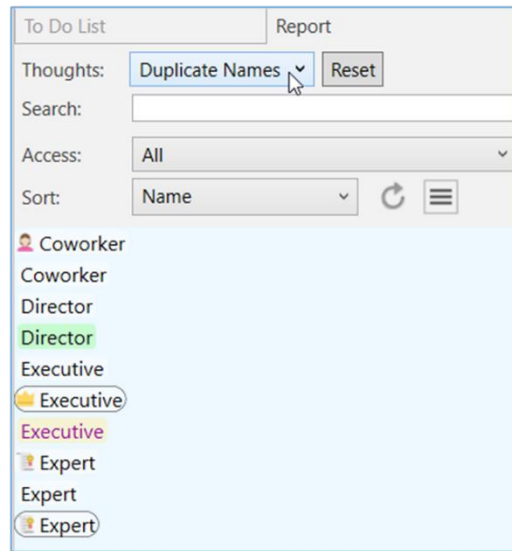 To Do List Report
Thoughts: Duplicate Names Reset
Search:
Access: All
Sort: Name
Coworker
Coworker
Director
Director
Executive
Executive
Executive
Expert
Expert
Expert